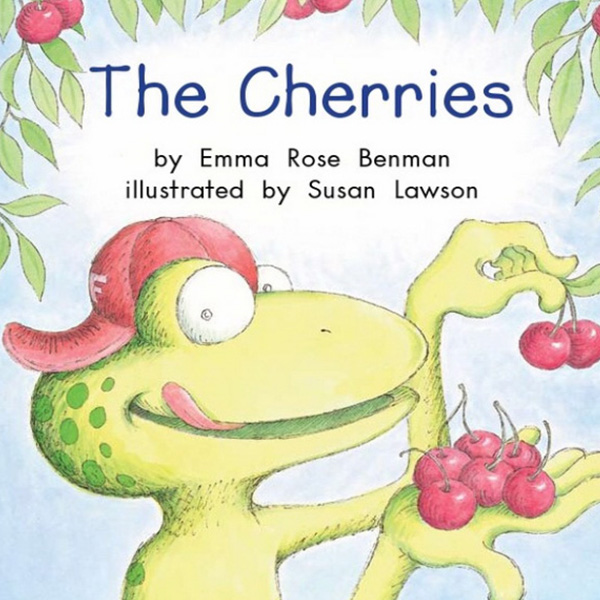 The Cherries
by Emma Rose Benman
illustrated by Susan Lawson
F